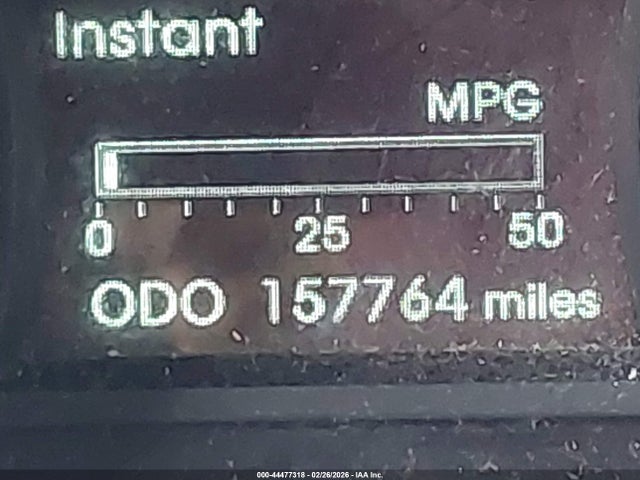 Instant
MPG
0 25 50
ODO 157764 miles
000-44477318 - 02/26/2026 - IAA Inc.